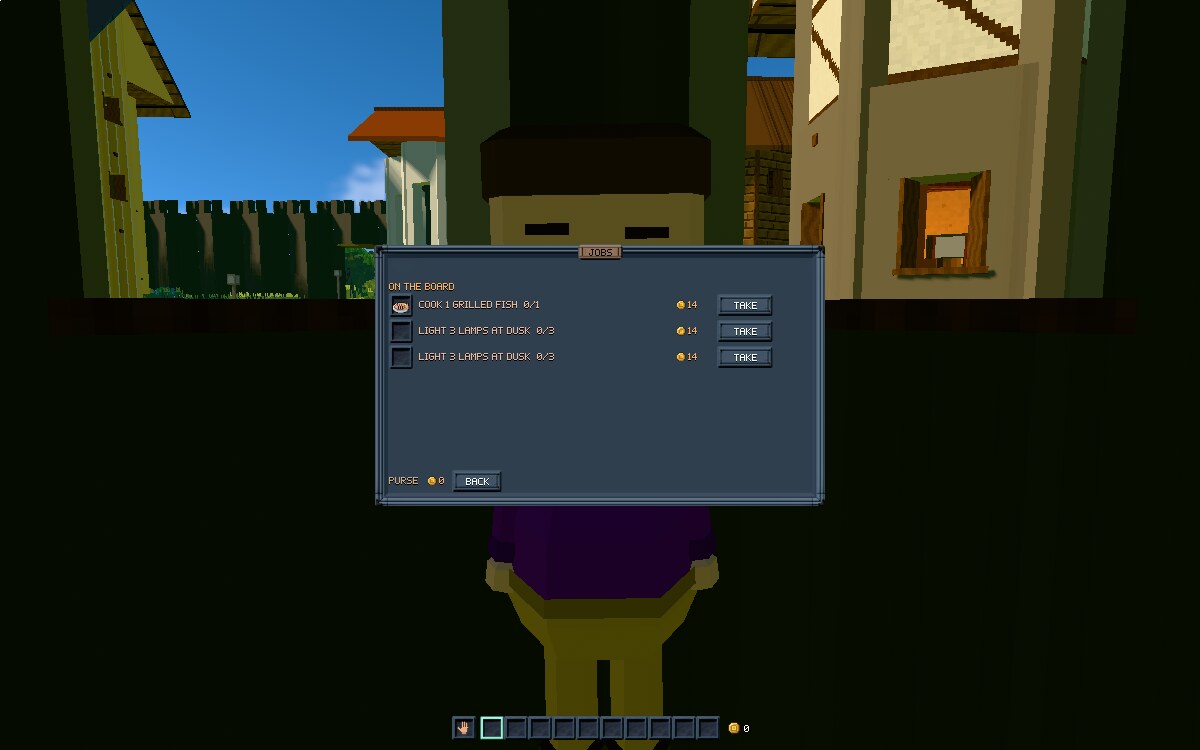 JOBS
ON THE BOARD
COOK 1 GRILLED FISH 0/1 14 TAKE
LIGHT 3 LAMPS AT DUSK 0/3 14 TAKE
LIGHT 3 LAMPS AT DUSK 0/3 14 TAKE
PURSE 0 BACK
0